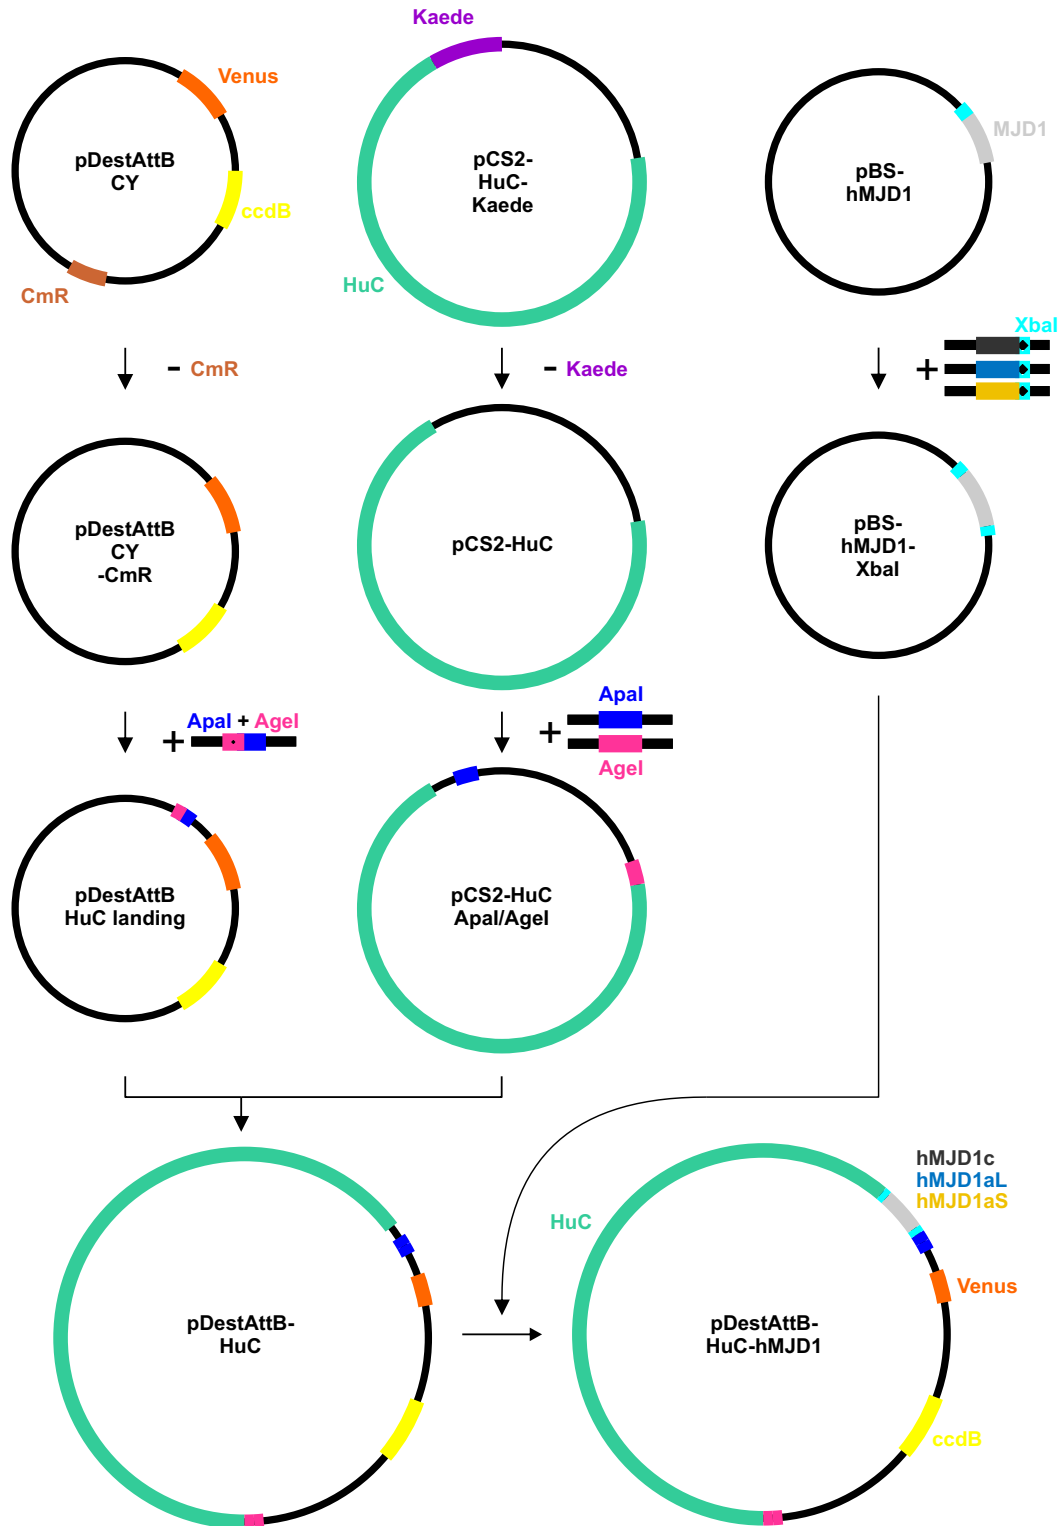 Kaede
Venus
pDestAttB
CY
ccdB
CmR
pCS2-
HuC-
Kaede
HuC
MJD1
pBS-
hMJD1
XbaI
- CmR
- Kaede
+
pDestAttB
CY
-CmR
pCS2-HuC
pBS-
hMJD1-
XbaI
ApaI + AgeI
+
ApaI
+
AgeI
pDestAttB
HuC landing
pCS2-HuC
ApaI/AgeI
hMJD1c
hMJD1aL
hMJD1aS
HuC
Venus
pDestAttB-
HuC
pDestAttB-
HuC-hMJD1
ccdB